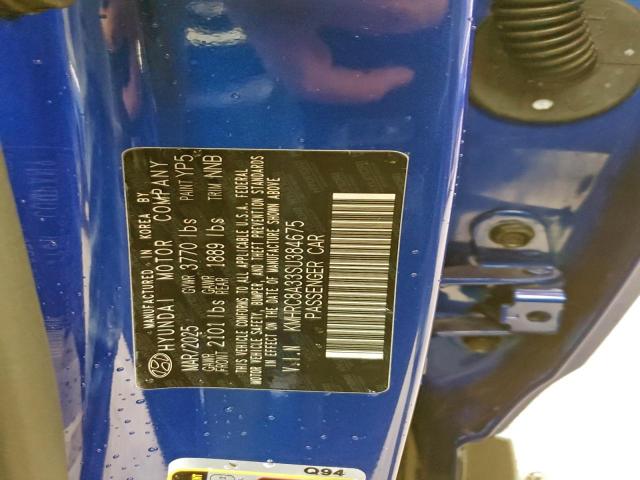 MANUFACTURED IN KOREA BY
HYUNDAI MOTOR COMPANY
MAR/2025 GVWR 3770 lbs PAINT YP5
GAWR FRONT 2101 lbs GAWR REAR 1889 lbs TRIM NNB
THIS VEHICLE CONFORMS TO ALL APPLICABLE U.S.A. FEDERAL
MOTOR VEHICLE SAFETY, BUMPER, AND THEFT PREVENTION STANDARDS
IN EFFECT ON THE DATE OF MANUFACTURE SHOWN ABOVE
V.I.N KMHRC8A33SU384675
PASSENGER CAR
Q94